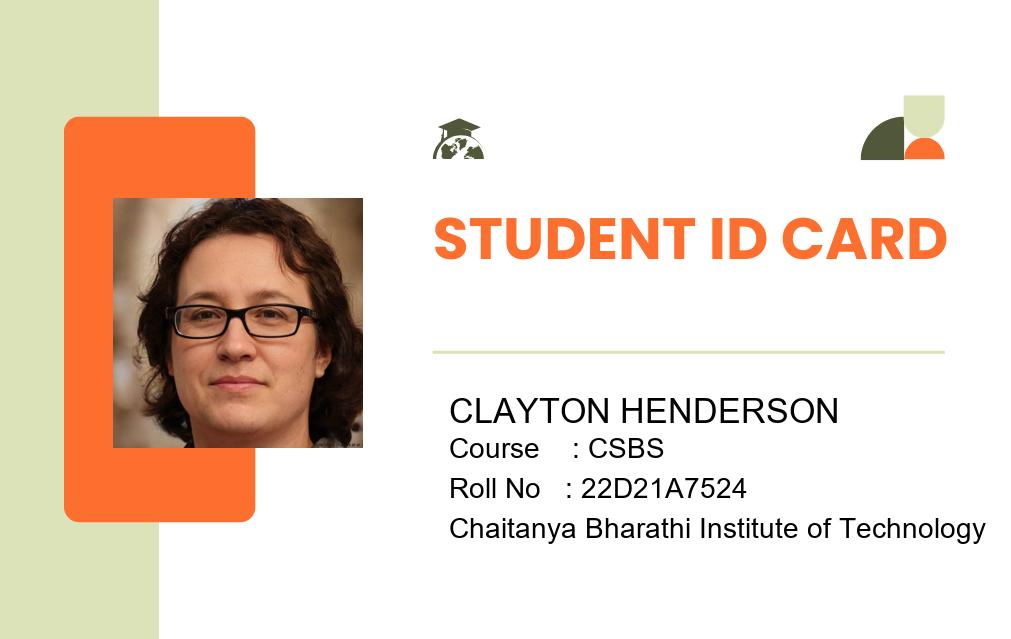 STUDENT ID CARD
CLAYTON HENDERSON
Course : CSBS
Roll No : 22D21A7524
Chaitanya Bharathi Institute of Technology